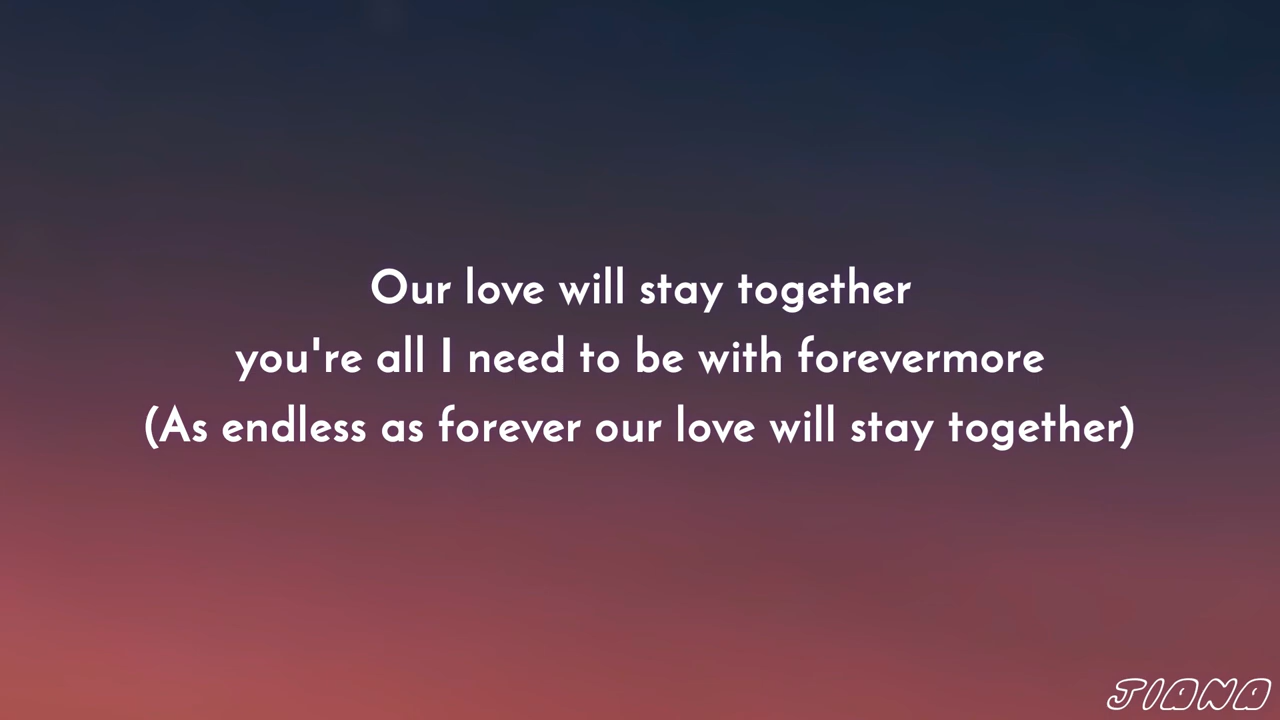 Our love will stay together
you're all I need to be with forevermore
(As endless as forever our love will stay together)
JIANA